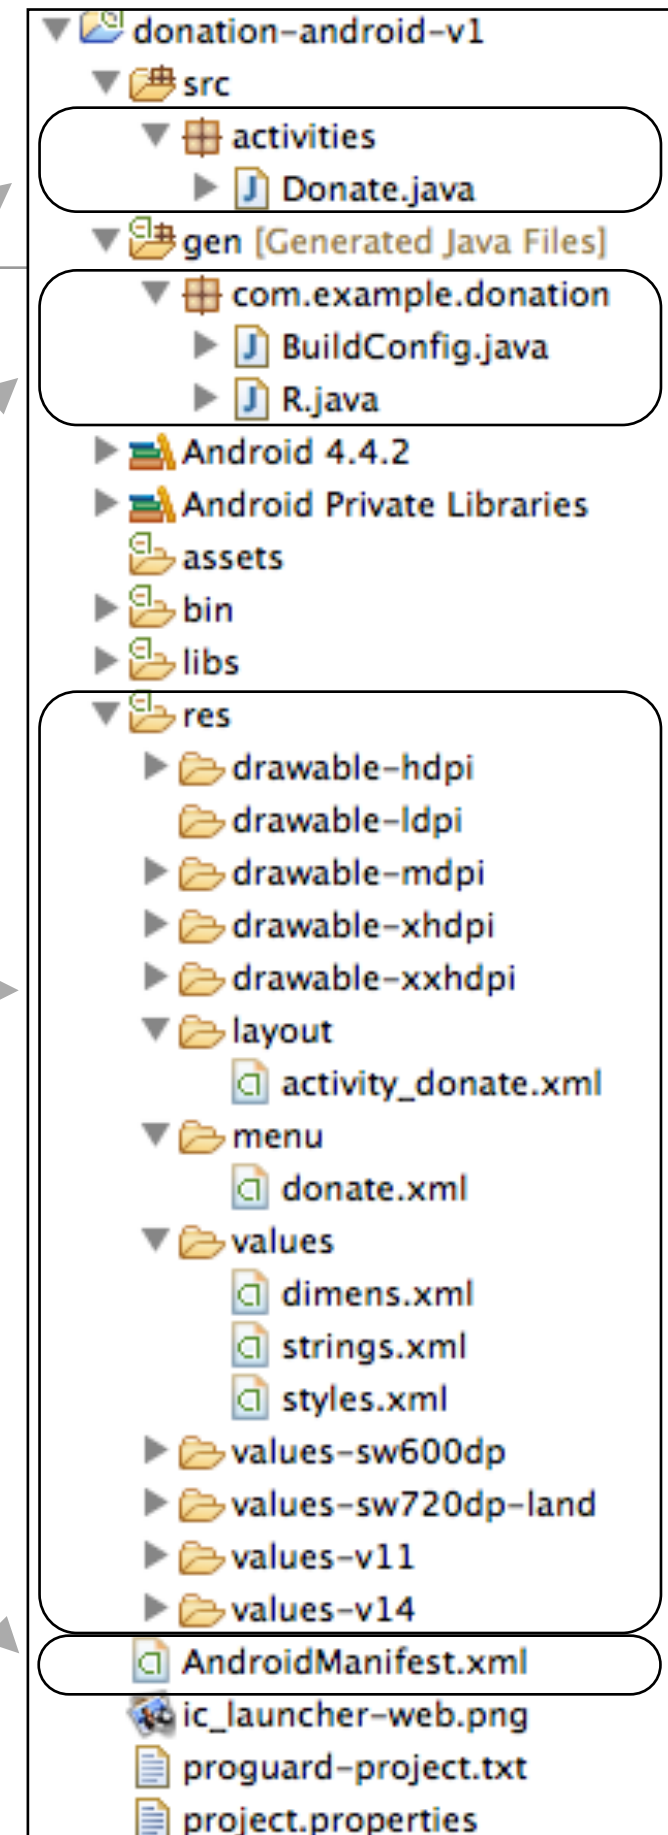 donation-android-v1
src
activities
Donate.java
gen [Generated Java Files]
com.example.donation
BuildConfig.java
R.java
Android 4.4.2
Android Private Libraries
assets
bin
libs
res
drawable-hdpi
drawable-ldpi
drawable-mdpi
drawable-xhdpi
drawable-xxhdpi
layout
activity_donate.xml
menu
donate.xml
values
dimens.xml
strings.xml
styles.xml
values-sw600dp
values-sw720dp-land
values-v11
values-v14
AndroidManifest.xml
ic_launcher-web.png
proguard-project.txt
project.properties